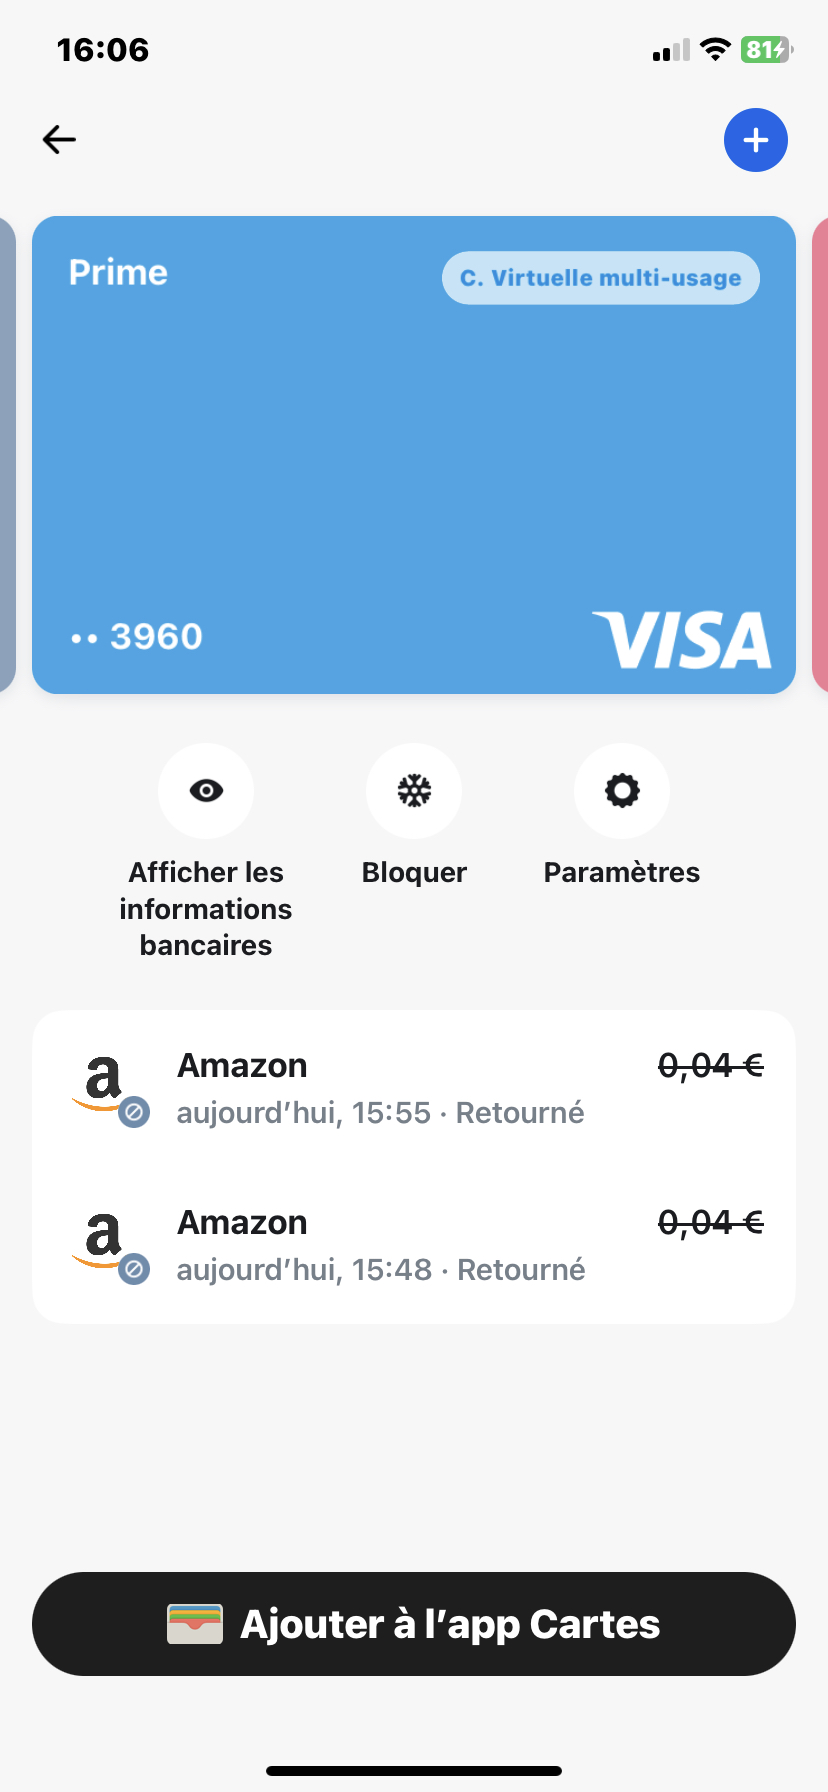 16:06
81
Prime
C. Virtuelle multi-usage
•• 3960
VISA
Afficher les
informations
bancaires
Bloquer
Paramètres
Amazon
0,04 €
aujourd’hui, 15:55 · Retourné
Amazon
0,04 €
aujourd’hui, 15:48 · Retourné
Ajouter à l’app Cartes